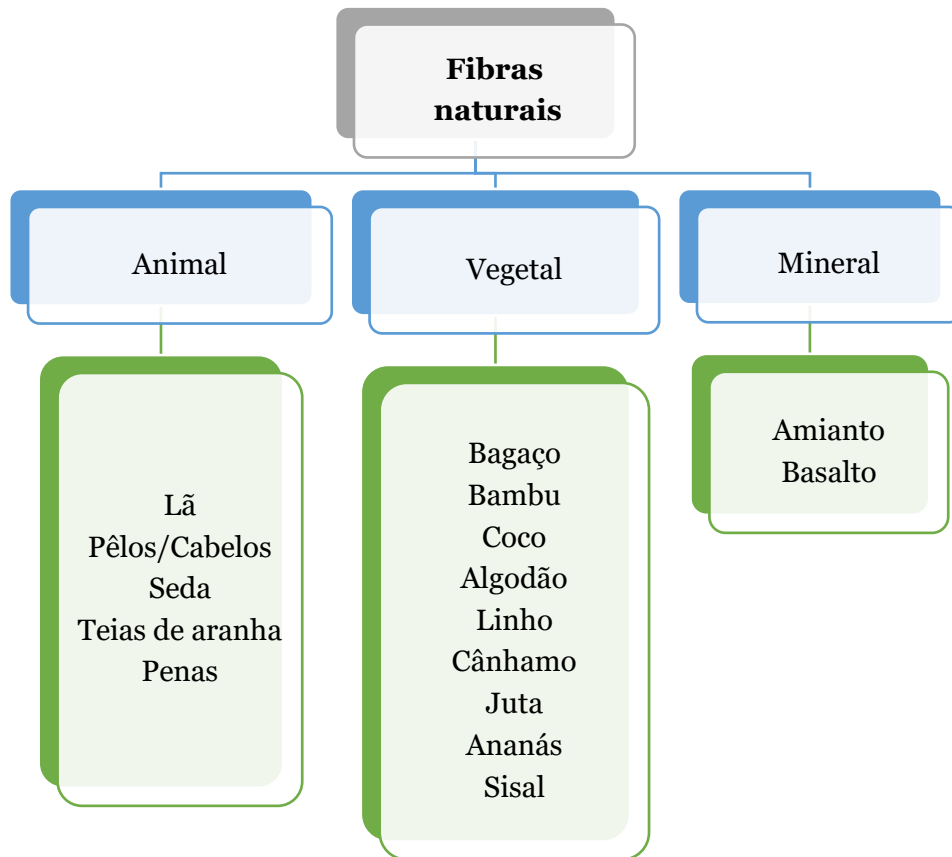 Fibras
naturais
Animal
Vegetal
Mineral
Lã
Pêlos/Cabelos
Seda
Teias de aranha
Penas
Bagaço
Bambu
Coco
Algodão
Linho
Cânhamo
Juta
Ananás
Sisal
Amianto
Basalto